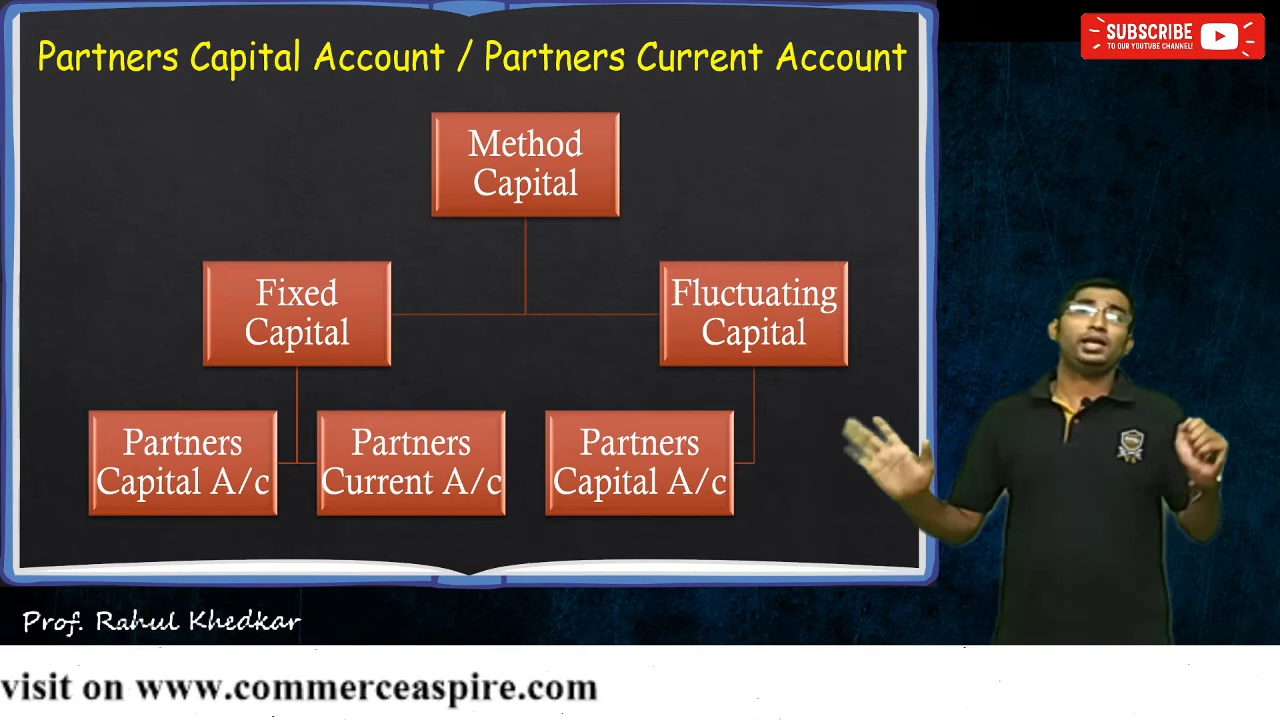 Partners Capital Account / Partners Current Account
SUBSCRIBE
TO OUR YOUTUBE CHANNEL!
Method
Capital
Fixed
Capital
Fluctuating
Capital
Partners
Capital A/c
Partners
Current A/c
Partners
Capital A/c
Prof. Rahul Khedkar
visit on www.commerceaspire.com